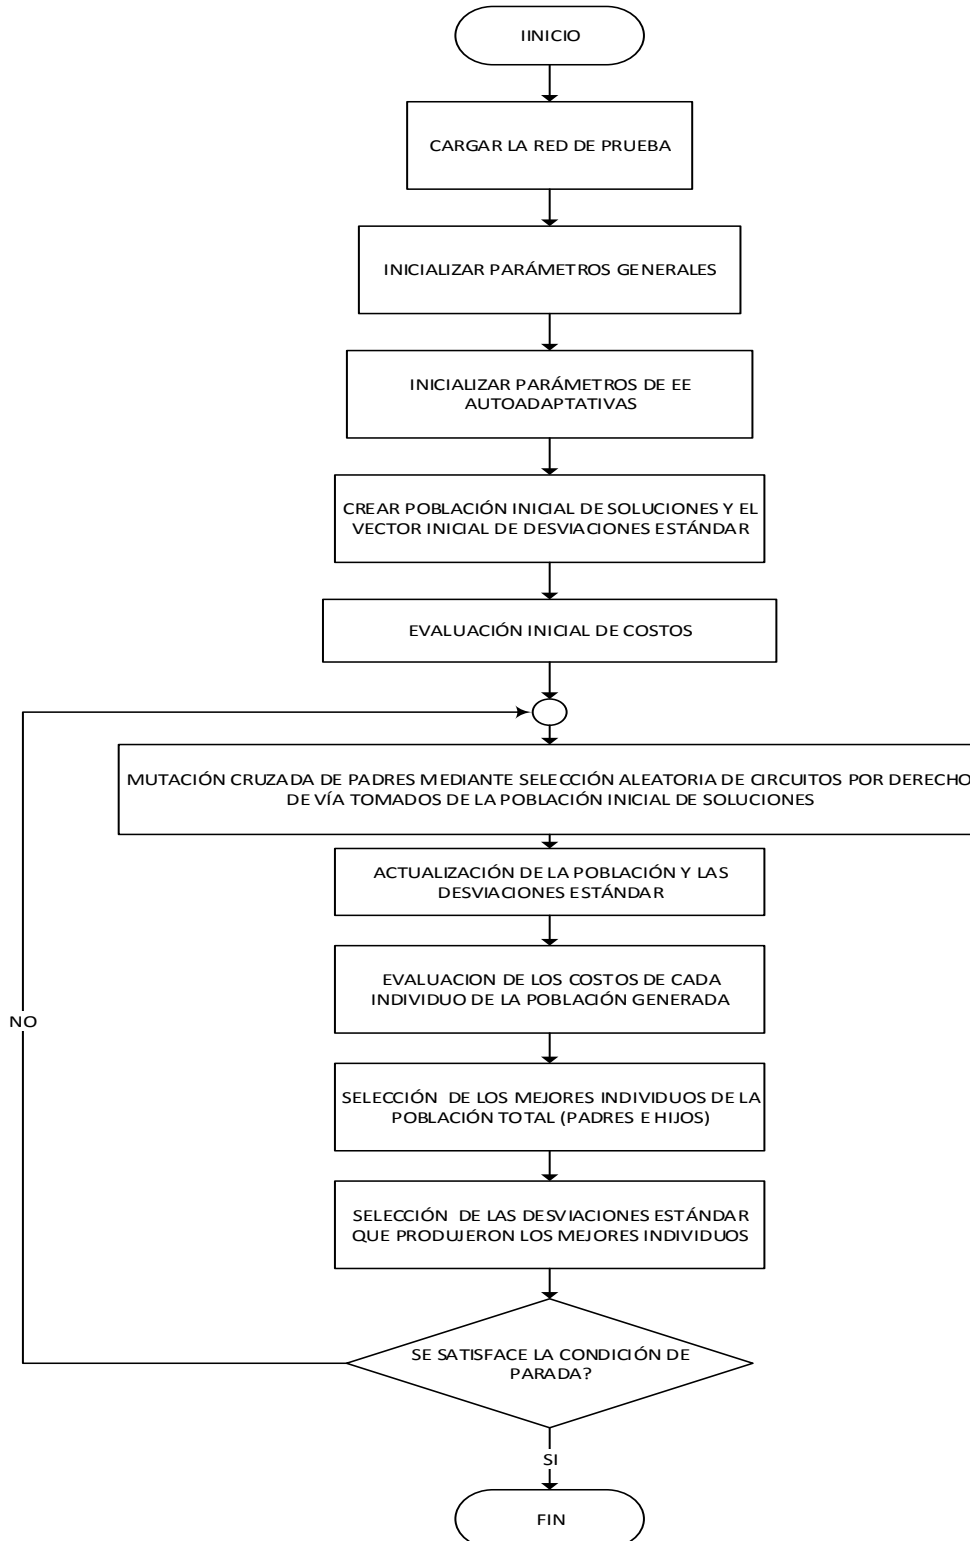 IINICIO
CARGAR LA RED DE PRUEBA
INICIALIZAR PARÁMETROS GENERALES
INICIALIZAR PARÁMETROS DE EE
AUTOADAPTATIVAS
CREAR POBLACIÓN INICIAL DE SOLUCIONES Y EL
VECTOR INICIAL DE DESVIACIONES ESTÁNDAR
EVALUACIÓN INICIAL DE COSTOS
MUTACIÓN CRUZADA DE PADRES MEDIANTE SELECCIÓN ALEATORIA DE CIRCUITOS POR DERECHO
DE VÍA TOMADOS DE LA POBLACIÓN INICIAL DE SOLUCIONES
ACTUALIZACIÓN DE LA POBLACIÓN Y LAS
DESVIACIONES ESTÁNDAR
EVALUACION DE LOS COSTOS DE CADA
INDIVIDUO DE LA POBLACIÓN GENERADA
NO
SELECCIÓN DE LOS MEJORES INDIVIDUOS DE LA
POBLACIÓN TOTAL (PADRES E HIJOS)
SELECCIÓN DE LAS DESVIACIONES ESTÁNDAR
QUE PRODUJERON LOS MEJORES INDIVIDUOS
SE SATISFACE LA CONDICIÓN DE
PARADA?
SI
FIN